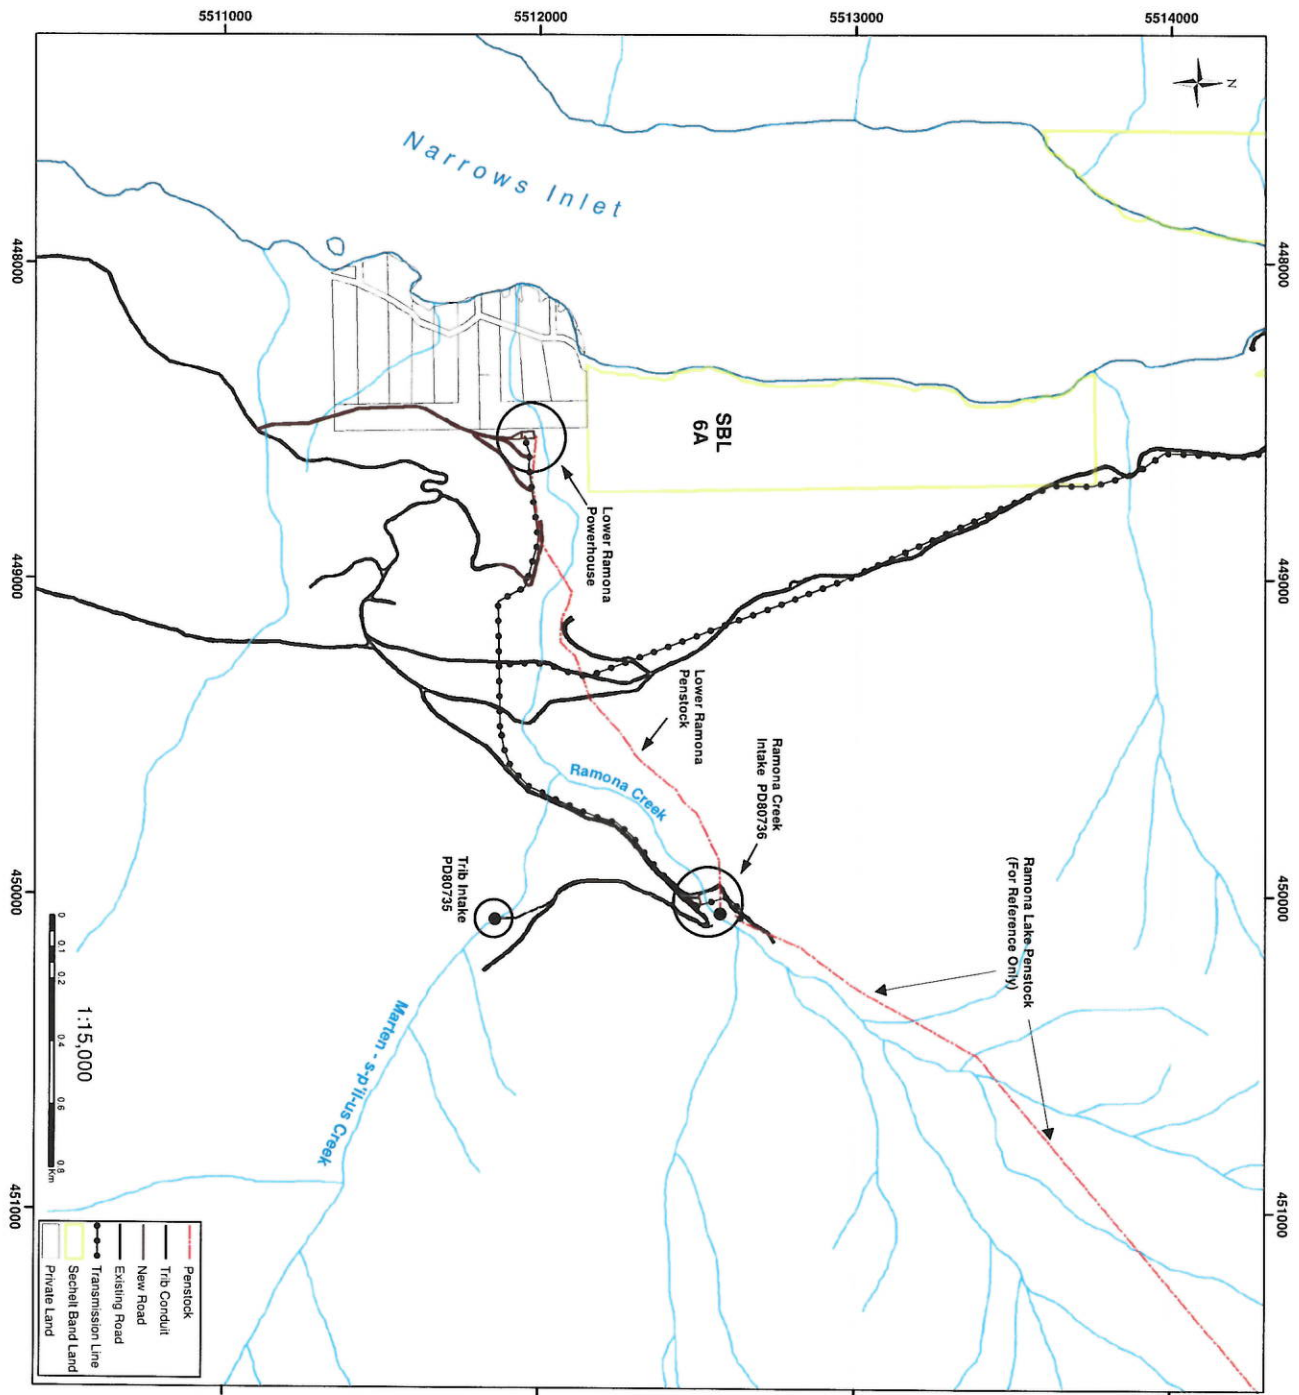 5511000
5512000
5513000
5514000
N
Narrows Inlet
448000
448000
SBL
6A
Lower Ramona
Powerhouse
449000
449000
Lower Ramona
Penstock
Ramona Creek
Intake PD80736
Ramona Creek
Trib Intake
PD80735
450000
450000
Ramona Lake Penstock
(For Reference Only)
Marten - s-p'il-us Creek
1:15,000
0 0.1 0.2 0.4 0.6 0.8
Km
451000
451000
Penstock
Trib Conduit
New Road
Existing Road
Transmission Line
Sechelt Band Land
Private Land